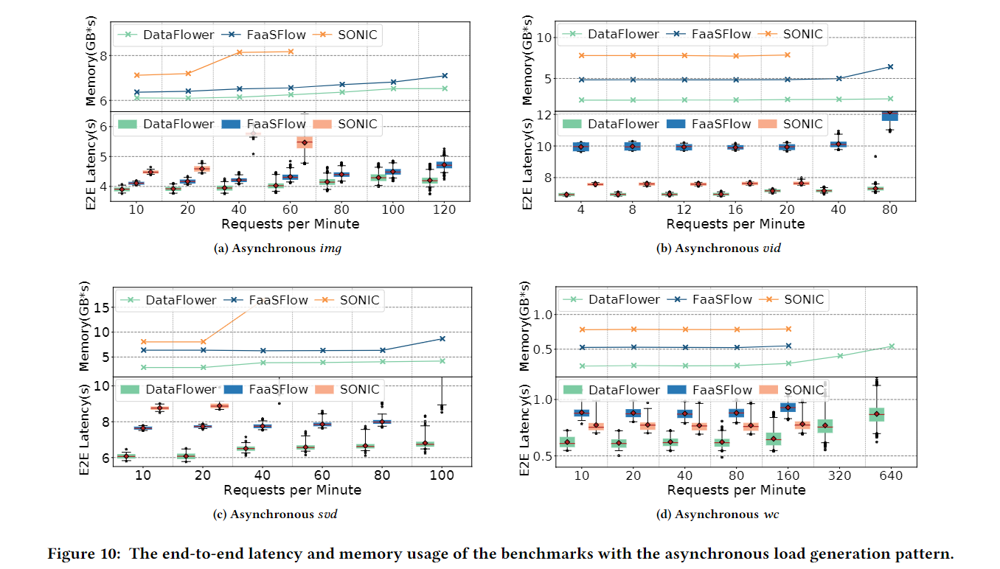 DataFlower FaaSFlow SONIC
Memory(GB*s)
8
6
DataFlower FaaSFlow SONIC
E2E Latency(s)
6
5
4
10 20 40 60 80 100 120
Requests per Minute
(a) Asynchronous img
DataFlower FaaSFlow SONIC
Memory(GB*s)
10
5
DataFlower FaaSFlow SONIC
E2E Latency(s)
12
10
8
4 8 12 16 20 40 80
Requests per Minute
(b) Asynchronous vid
DataFlower FaaSFlow SONIC
Memory(GB*s)
15
10
5
DataFlower FaaSFlow SONIC
E2E Latency(s)
10
8
6
10 20 40 60 80 100
Requests per Minute
(c) Asynchronous svd
DataFlower FaaSFlow SONIC
Memory(GB*s)
1.0
0.5
DataFlower FaaSFlow SONIC
E2E Latency(s)
1.0
0.5
10 20 40 80 160 320 640
Requests per Minute
(d) Asynchronous wc
Figure 10: The end-to-end latency and memory usage of the benchmarks with the asynchronous load generation pattern.